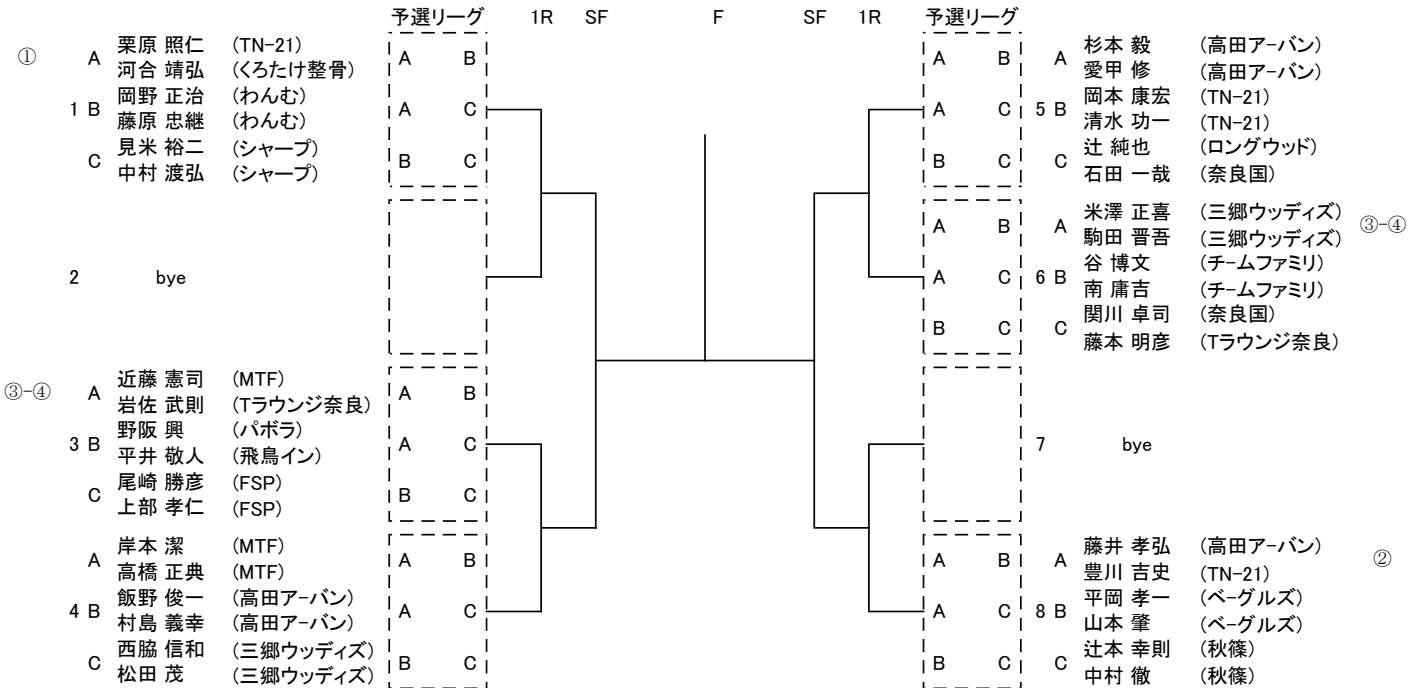 予選リーグ 1R SF F SF 1R 予選リーグ
① A 栗原 照仁 (TN-21)
河合 靖弘 (くろたけ整骨)
1 B 岡野 正治 (わんむ)
藤原 忠継 (わんむ)
C 見米 裕二 (シャープ)
中村 渡弘 (シャープ)
A B
A C
B C
2 bye
③-④ A 近藤 憲司 (MTF)
岩佐 武則 (Tラウンジ奈良)
3 B 野阪 興 (パボラ)
平井 敬人 (飛鳥イン)
C 尾崎 勝彦 (FSP)
上部 孝仁 (FSP)
A B
A C
B C
A 岸本 潔 (MTF)
高橋 正典 (MTF)
4 B 飯野 俊一 (高田アーバン)
村島 義幸 (高田アーバン)
C 西脇 信和 (三郷ウッディズ)
松田 茂 (三郷ウッディズ)
A B
A C
B C
A B
A C
B C
A 杉本 毅 (高田アーバン)
愛甲 修 (高田アーバン)
5 B 岡本 康宏 (TN-21)
清水 功一 (TN-21)
C 辻 純也 (ロングウッド)
石田 一哉 (奈良国)
A B
A C
B C
A 米澤 正喜 (三郷ウッディズ) ③-④
駒田 晋吾 (三郷ウッディズ)
6 B 谷 博文 (チームファミリ)
南 庸吉 (チームファミリ)
C 関川 卓司 (奈良国)
藤本 明彦 (Tラウンジ奈良)
7 bye
A B
A C
B C
A 藤井 孝弘 (高田アーバン) ②
豊川 吉史 (TN-21)
8 B 平岡 孝一 (ベーグルズ)
山本 肇 (ベーグルズ)
C 辻本 幸則 (秋篠)
中村 徹 (秋篠)